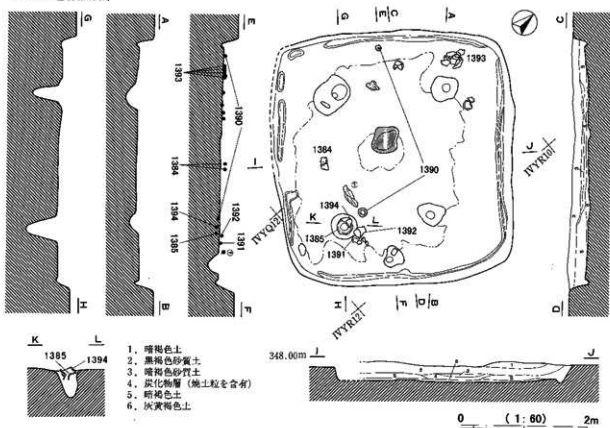 G
A
E
G
E
C
A
C
1393
1390
1384
1394
1392
1385
1391
H
B
F
I
1393
1384
1390
1394
1392
1385
1391
K
L
J
IVYR10
IVYQ12
IVYR12
H
F
B
D
D
K
L
1385
1394
1、暗褐色土
2、黒褐色砂質土
3、暗褐色砂質土
4、炭化物層(焼土粒を含有)
5、暗褐色土
6、灰黄褐色土
348.00m
I
J
0 (1:60) 2m